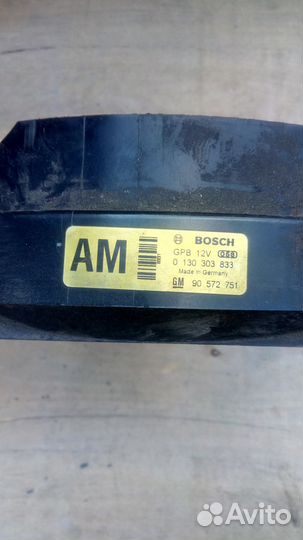 AM
BOSCH
GPB 12V
0 130 303 833
Made in Germany
GM 90 572 751
Avito